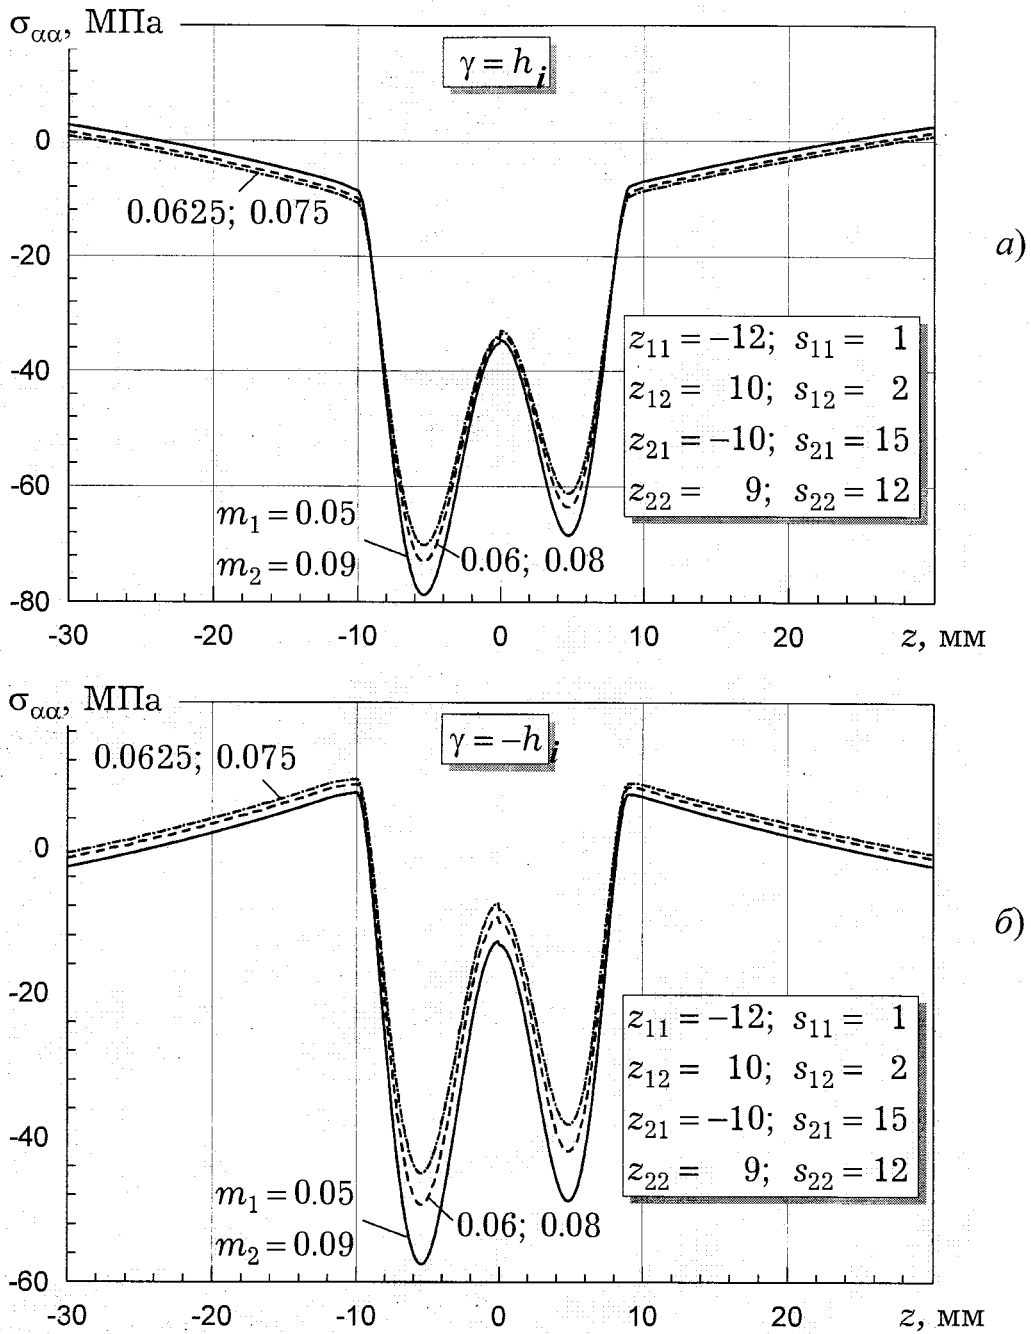 σαα, МПа
γ = hi
0
0.0625; 0.075
-20
а)
z11 = −12; s11 = 1
-40
z12 = 10; s12 = 2
z21 = −10; s21 = 15
-60
z22 = 9; s22 = 12
m1 = 0.05
m2 = 0.09
0.06; 0.08
-80
-30 -20 -10 0 10 20 z, мм
σαα, МПа
γ = -hi
0.0625; 0.075
0
б)
-20
z11 = −12; s11 = 1
z12 = 10; s12 = 2
-40
z21 = −10; s21 = 15
z22 = 9; s22 = 12
m1 = 0.05
0.06; 0.08
m2 = 0.09
-60
-30 -20 -10 0 10 20 z, мм